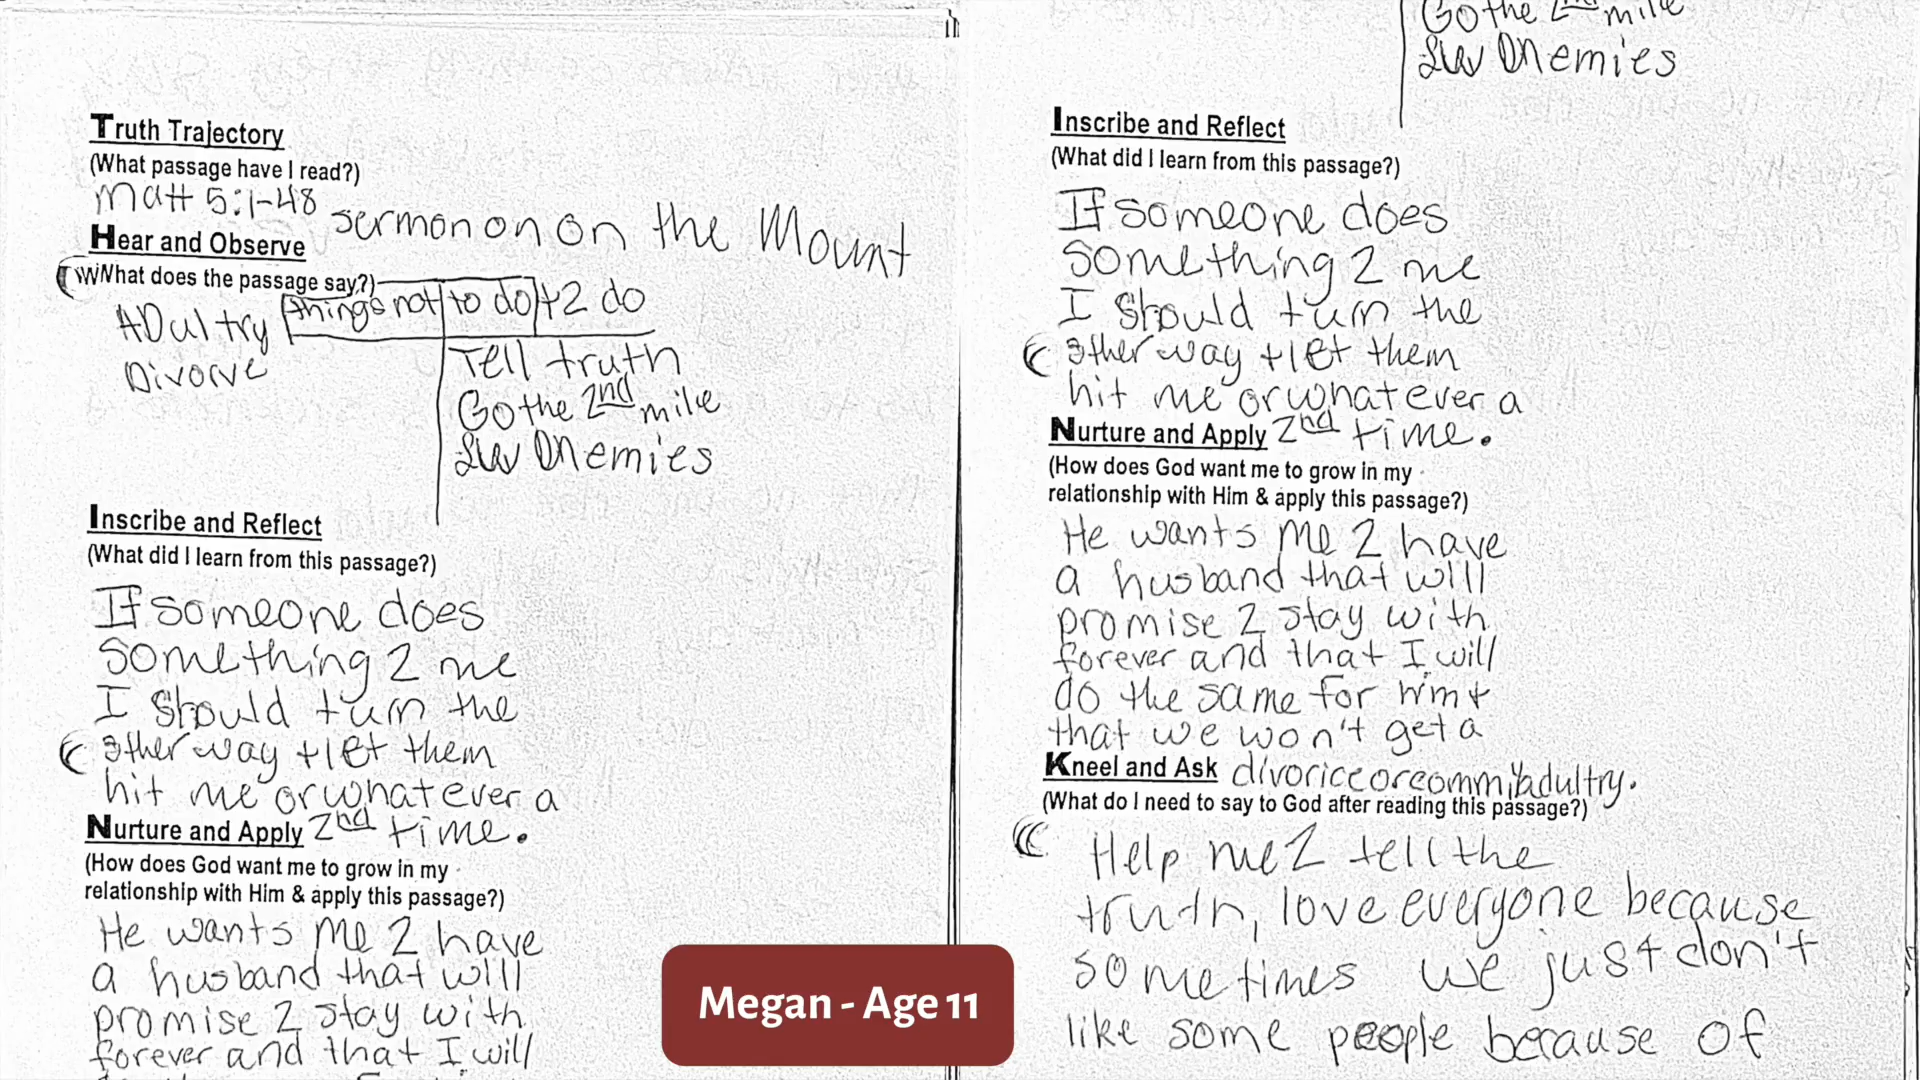 Truth Trajectory
(What passage have I read?)
Matt 5:1-48
sermon on on the Mount
Hear and Observe
(What does the passage say?)
things not to do + 2 do
ADultry
Divorve
Tell truth
Go the 2nd mile
Luv Enemies
Inscribe and Reflect
(What did I learn from this passage?)
If someone does
something 2 me
I should turn the
other way + let them
hit me or whatever a
Nurture and Apply 2nd time.
(How does God want me to grow in my
relationship with Him & apply this passage?)
He wants me 2 have
a husband that will
promise 2 stay with
forever and that I will
Go the 2nd mile
Luv Enemies
Inscribe and Reflect
(What did I learn from this passage?)
If someone does
something 2 me
I should turn the
other way + let them
hit me or whatever a
Nurture and Apply 2nd time.
(How does God want me to grow in my
relationship with Him & apply this passage?)
He wants me 2 have
a husband that will
promise 2 stay with
forever and that I will
do the same for him +
that we won't get a
Kneel and Ask divorice or commit adultry.
(What do I need to say to God after reading this passage?)
Help me 2 tell the
truth, love everyone because
sometimes we just don't
like some people because of
Megan - Age 11